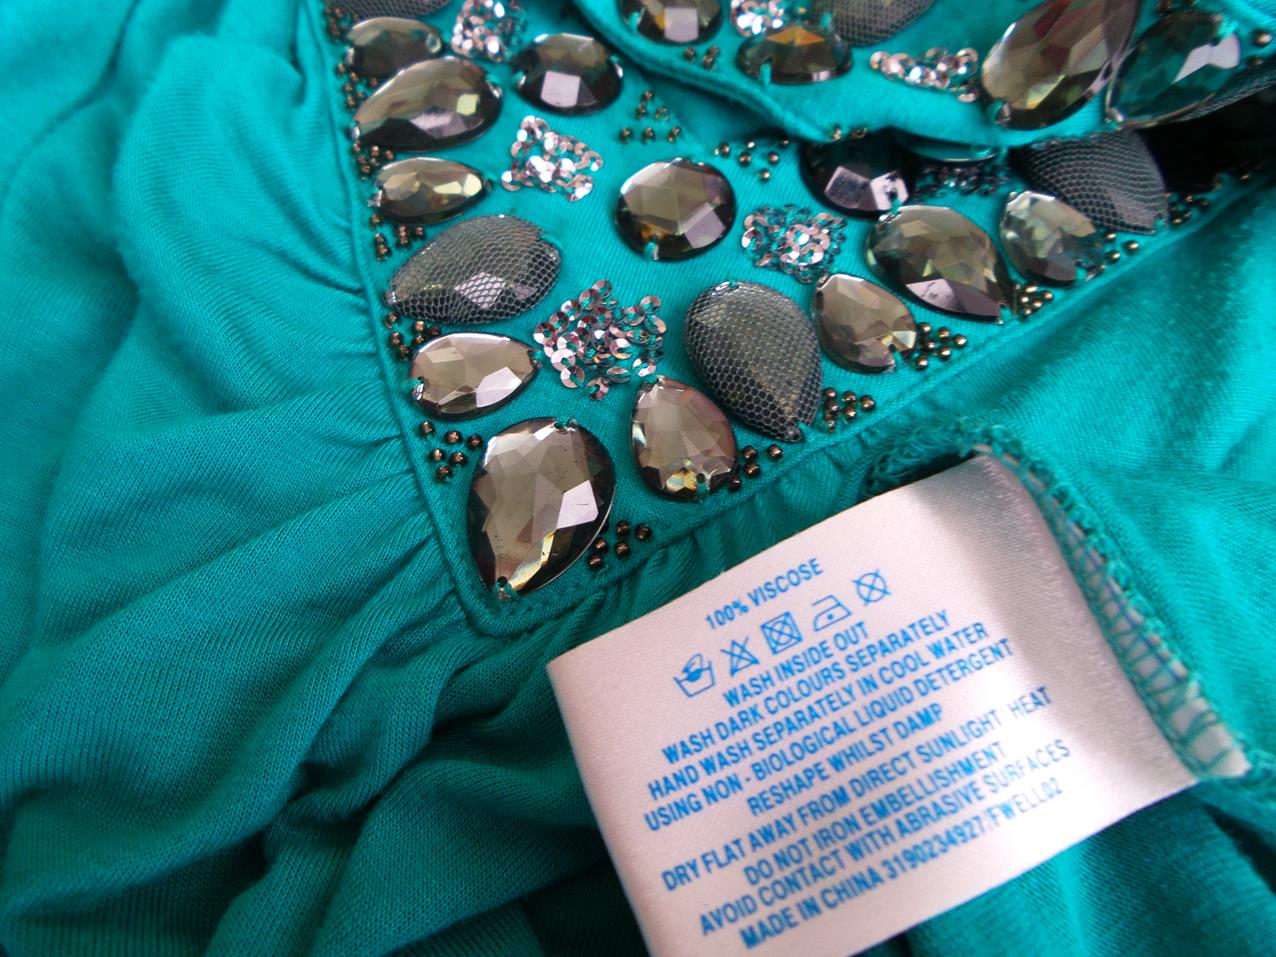 100% VISCOSE
WASH INSIDE OUT
WASH DARK COLOURS SEPARATELY
HAND WASH SEPARATELY IN COOL WATER
USING NON - BIOLOGICAL LIQUID DETERGENT
RESHAPE WHILST DAMP
DRY FLAT AWAY FROM DIRECT SUNLIGHT HEAT
DO NOT IRON EMBELLISHMENT
AVOID CONTACT WITH ABRASIVE SURFACES
MADE IN CHINA 3190234927/FWELL02